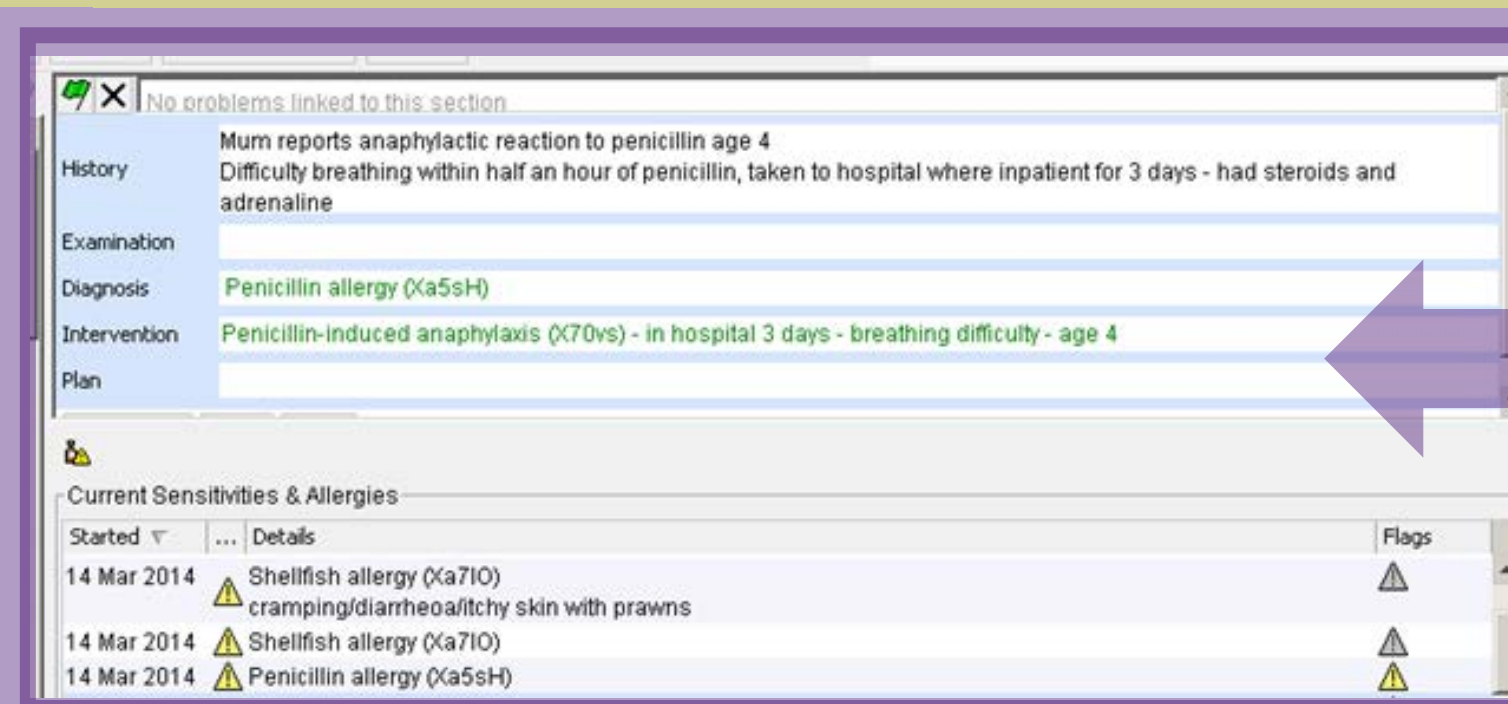 No problems linked to this section
History
Mum reports anaphylactic reaction to penicillin age 4
Difficulty breathing within half an hour of penicillin, taken to hospital where inpatient for 3 days - had steroids and
adrenaline
Examination
Diagnosis Penicillin allergy (Xa5sH)
Intervention Penicillin-induced anaphylaxis (X70vs) - in hospital 3 days - breathing difficulty - age 4
Plan
Current Sensitivities & Allergies
Started ... Details Flags
14 Mar 2014 Shellfish allergy (Xa7IO)
cramping/diarrheoa/itchy skin with prawns
14 Mar 2014 Shellfish allergy (Xa7IO)
14 Mar 2014 Penicillin allergy (Xa5sH)